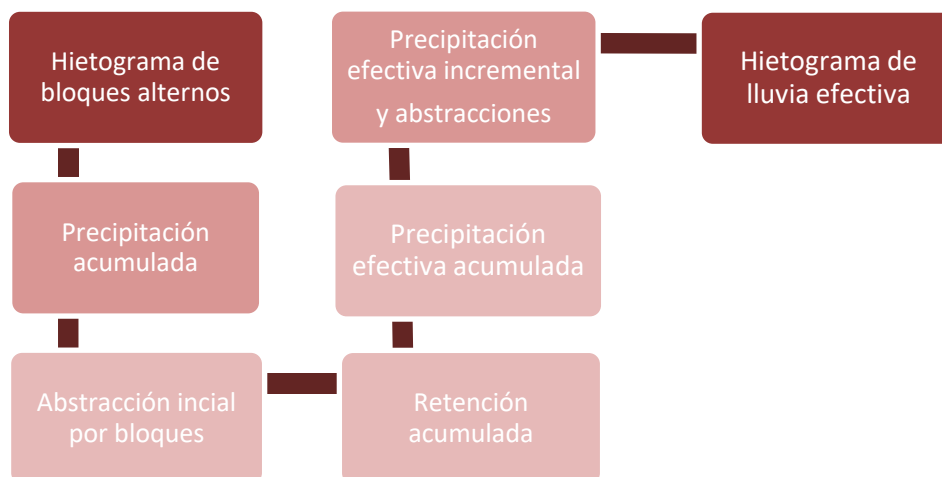 Hietograma de
bloques alternos
Precipitación
acumulada
Abstracción incial
por bloques
Retención
acumulada
Precipitación
efectiva acumulada
Precipitación
efectiva incremental
y abstracciones
Hietograma de
lluvia efectiva